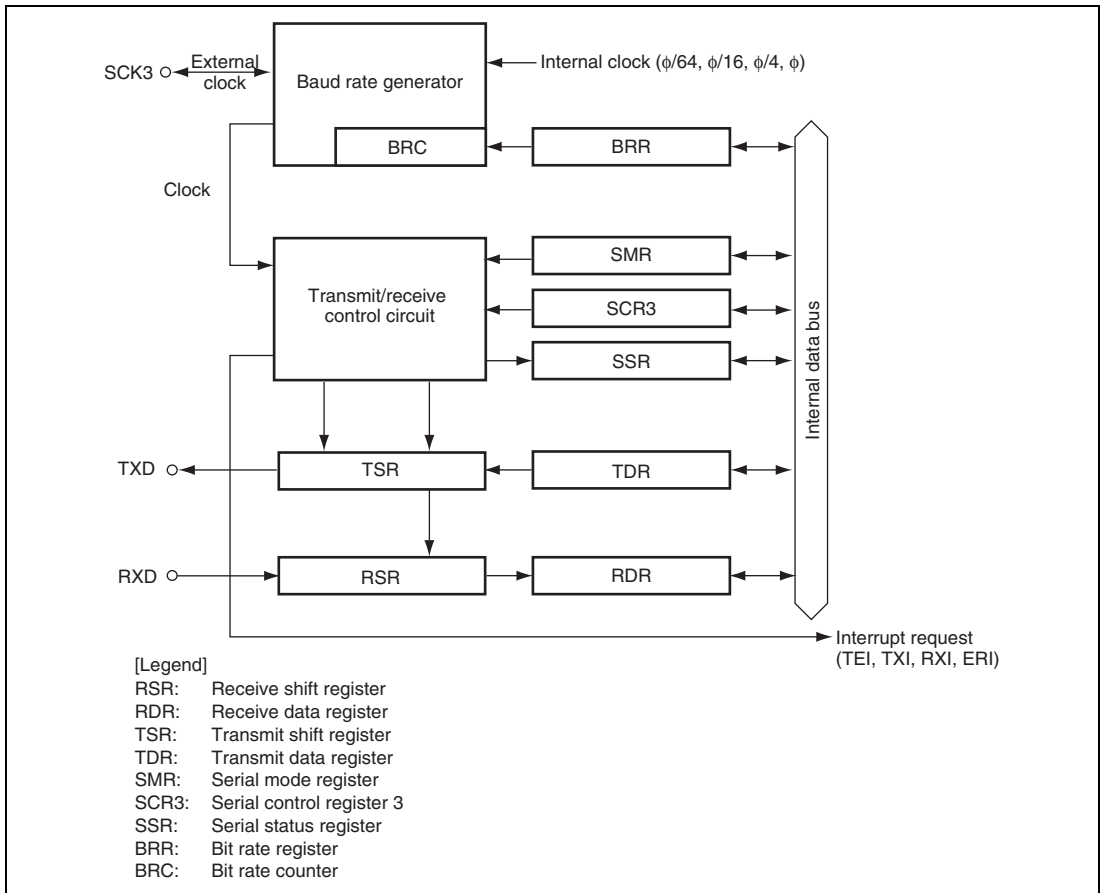 SCK3
External
clock
Baud rate generator
Internal clock (ϕ/64, ϕ/16, ϕ/4, ϕ)
BRC
BRR
Clock
SMR
Transmit/receive
control circuit
SCR3
SSR
Internal data bus
TXD
TSR
TDR
RXD
RSR
RDR
Interrupt request
(TEI, TXI, RXI, ERI)
[Legend]
RSR: Receive shift register
RDR: Receive data register
TSR: Transmit shift register
TDR: Transmit data register
SMR: Serial mode register
SCR3: Serial control register 3
SSR: Serial status register
BRR: Bit rate register
BRC: Bit rate counter